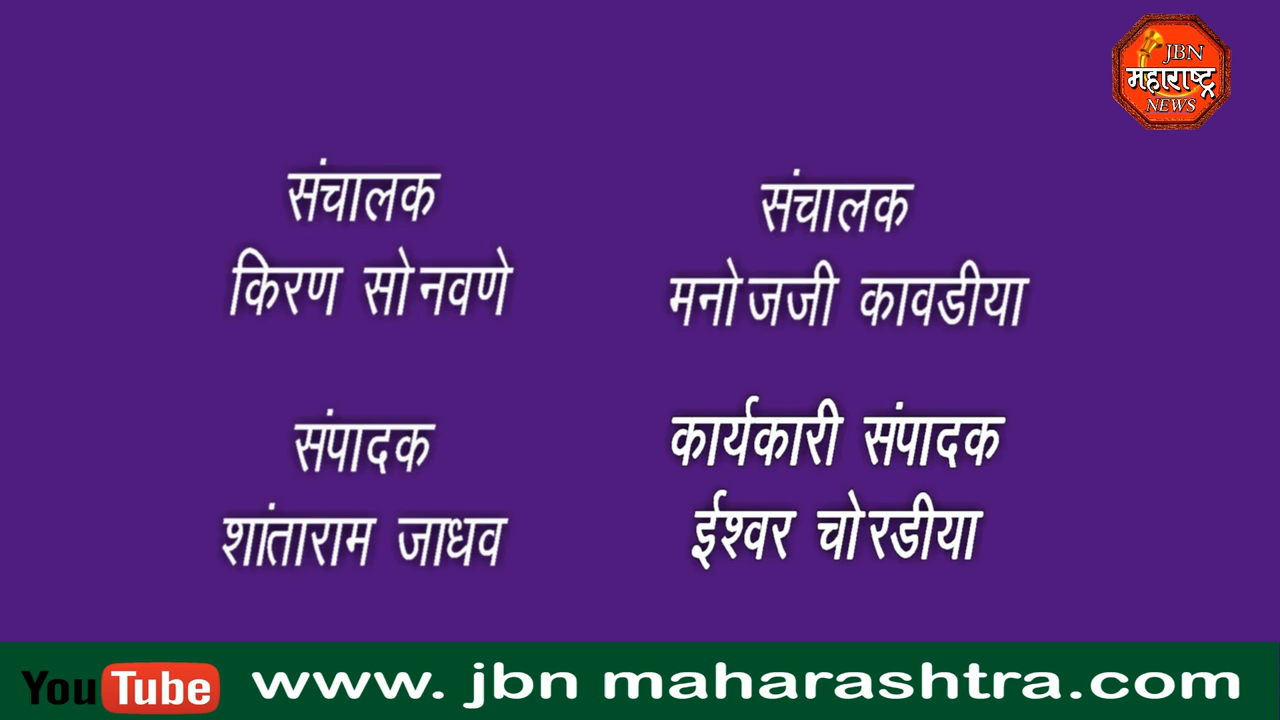 JBN
महाराष्ट्र
NEWS
संचालक
किरण सोनवणे
संचालक
मनोजजी कावडीया
संपादक
शांताराम जाधव
कार्यकारी संपादक
ईश्वर चोरडीया
YouTube
www. jbn maharashtra.com